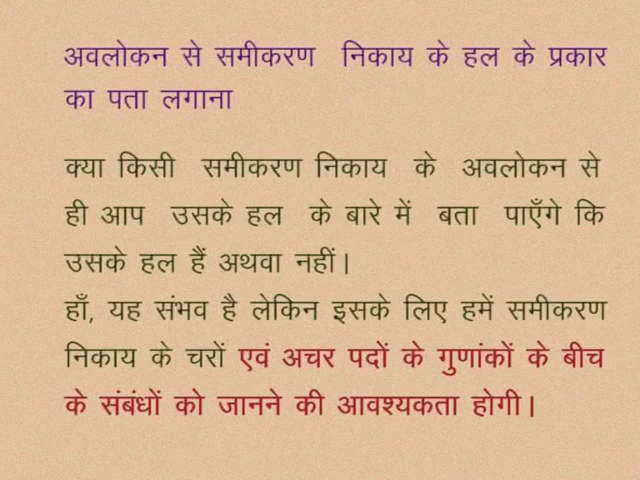 अवलोकन से समीकरण निकाय के हल के प्रकार
का पता लगाना
क्या किसी समीकरण निकाय के अवलोकन से
ही आप उसके हल के बारे में बता पाएँगे कि
उसके हल हैं अथवा नहीं।
हाँ, यह संभव है लेकिन इसके लिए हमें समीकरण
निकाय के चरों एवं अचर पदों के गुणांकों के बीच
के संबंधों को जानने की आवश्यकता होगी।